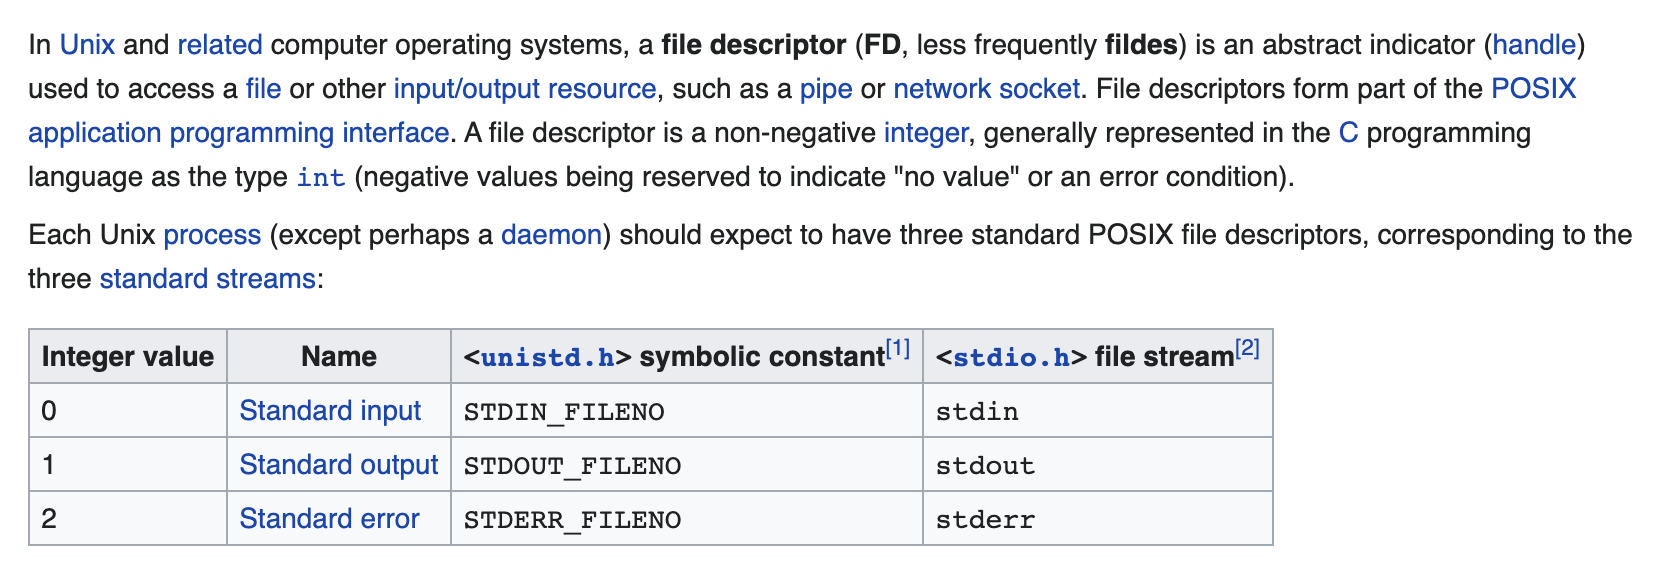 In Unix and related computer operating systems, a file descriptor (FD, less frequently fildes) is an abstract indicator (handle)
used to access a file or other input/output resource, such as a pipe or network socket. File descriptors form part of the POSIX
application programming interface. A file descriptor is a non-negative integer, generally represented in the C programming
language as the type int (negative values being reserved to indicate "no value" or an error condition).
Each Unix process (except perhaps a daemon) should expect to have three standard POSIX file descriptors, corresponding to the
three standard streams:
Integer value Name <unistd.h> symbolic constant[1] <stdio.h> file stream[2]
0 Standard input STDIN_FILENO stdin
1 Standard output STDOUT_FILENO stdout
2 Standard error STDERR_FILENO stderr